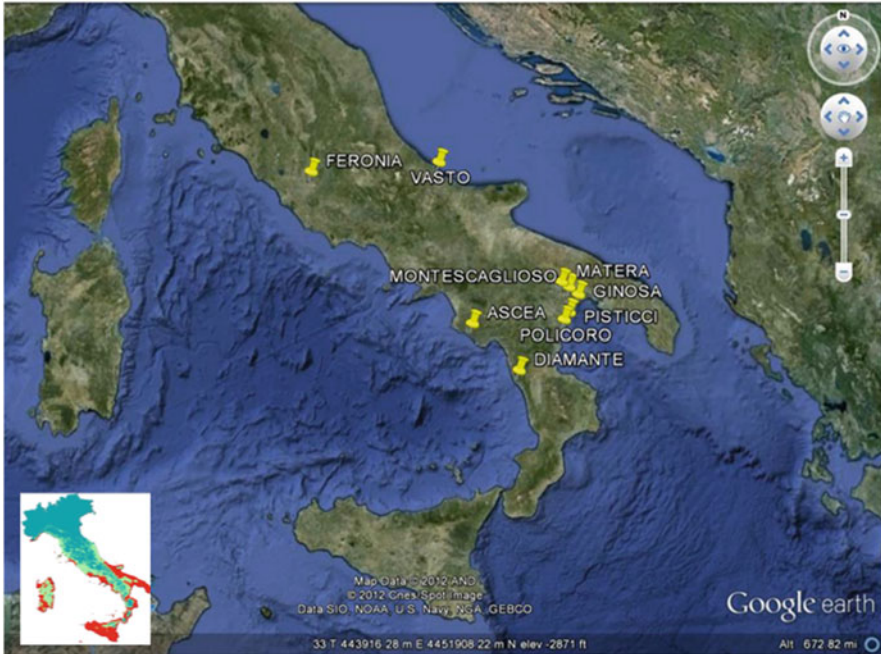 N
FERONIA
VASTO
MONTESCAGLIOSO
MATERA
GINOSA
ASCEA
PISTICCI
POLICORO
DIAMANTE
Map Data © 2012 AND
© 2012 Cnes/Spot Image
Data SIO, NOAA, U.S. Navy, NGA, GEBCO
Google earth
33 T 443916.28 m E 4451908.22 m N elev -2871 ft
Alt 672.82 mi